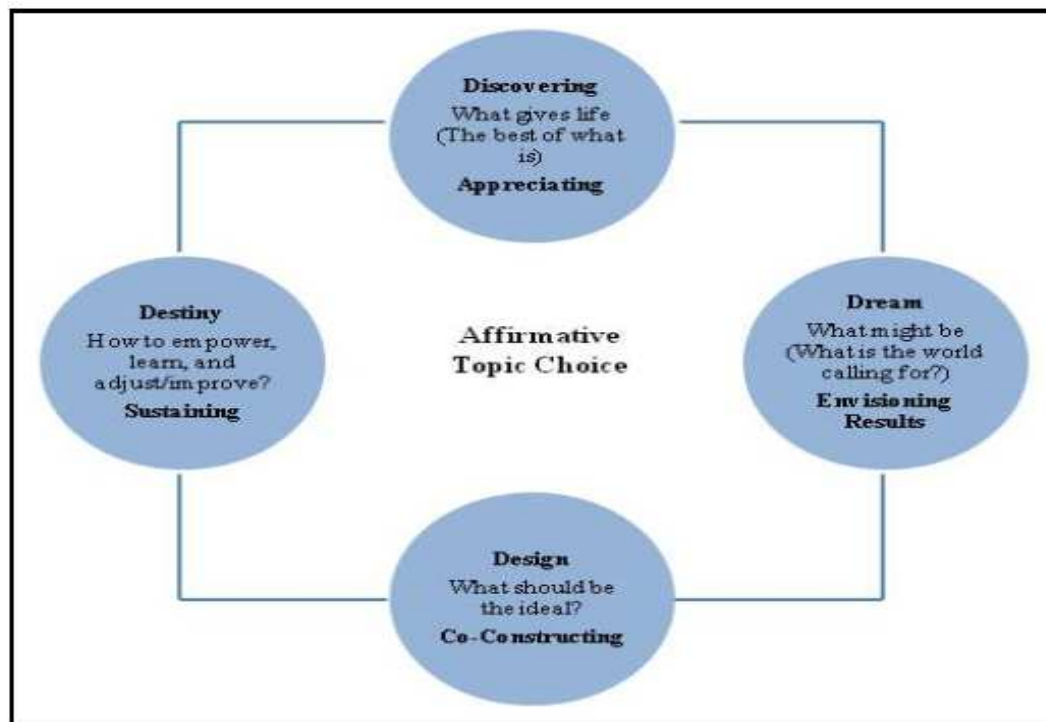 Discovering
What gives life
(The best of what
is)
Appreciating
Destiny
How to empower,
learn, and
adjust/improve?
Sustaining
Affirmative
Topic Choice
Dream
What might be
(What is the world
calling for?)
Envisioning
Results
Design
What should be
the ideal?
Co-Constructing